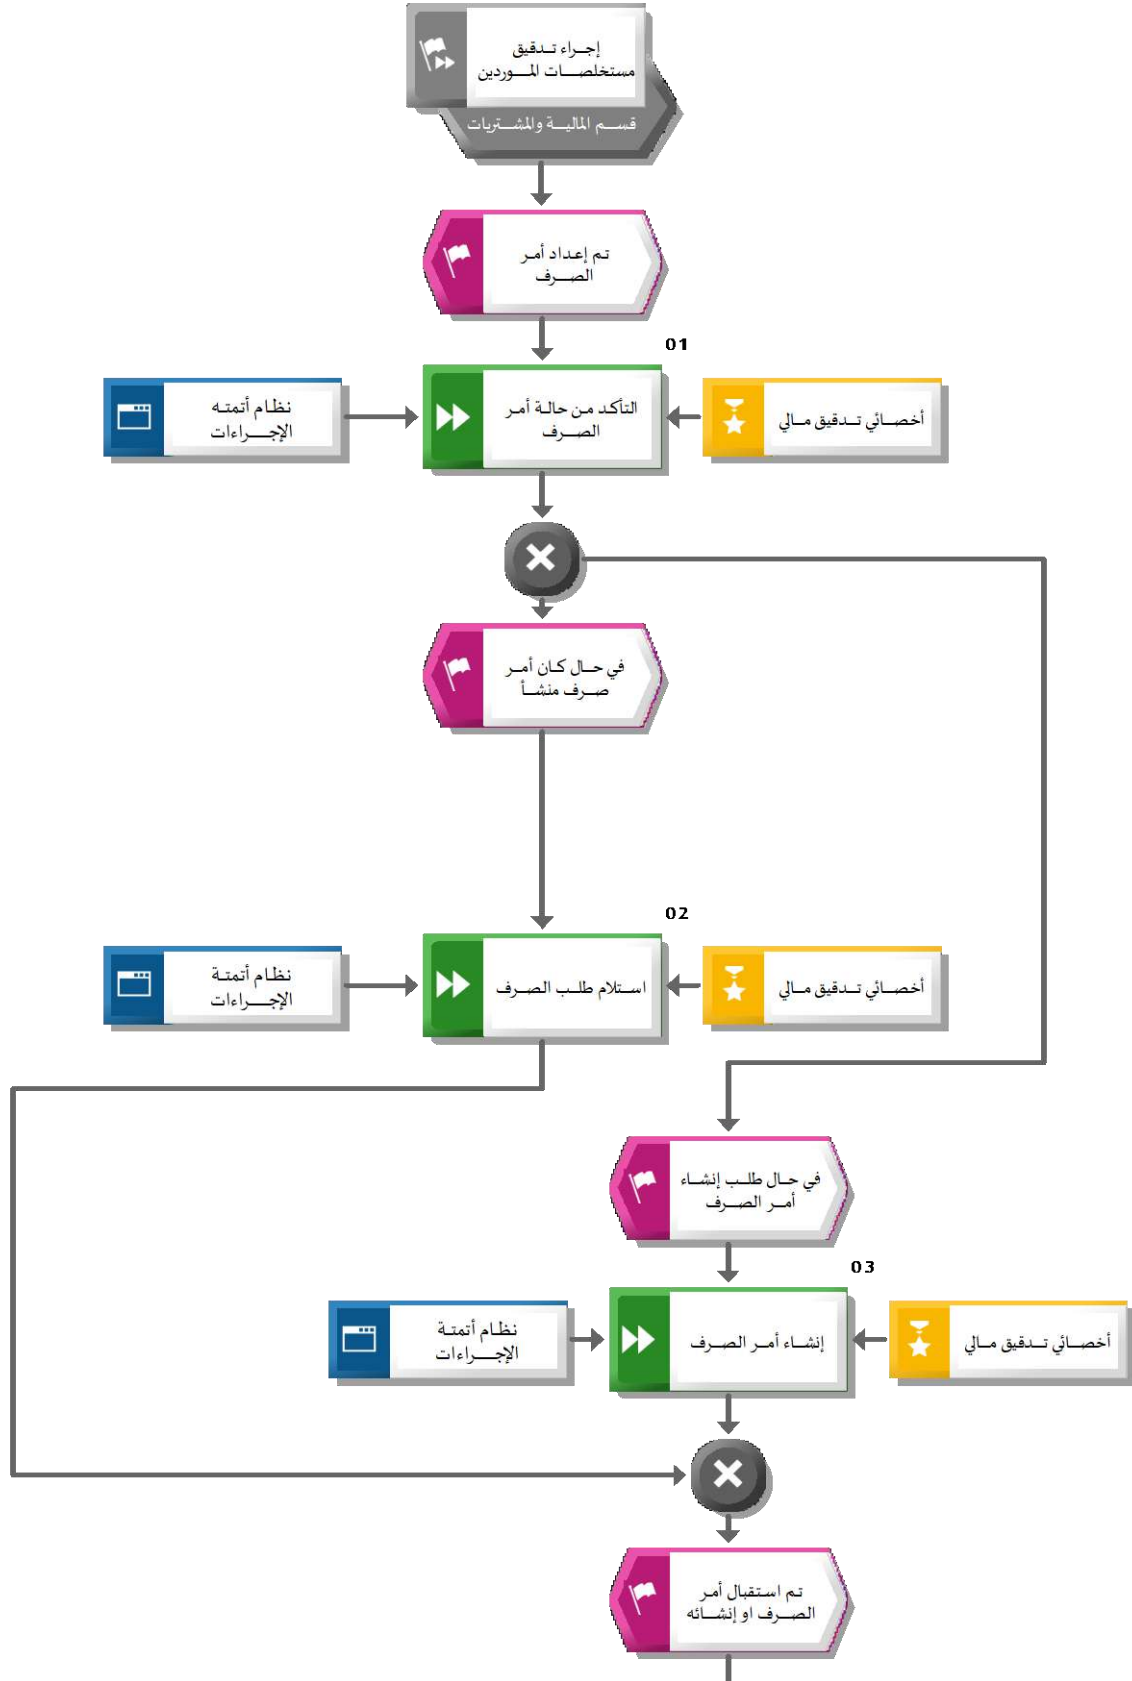 إجراء تدقيق
مستخلصات الموردين
قسم المالية والمشتريات
تم إعداد أمر
الصرف
01
نظام أتمته
الإجراءات
التأكد من حالة أمر
الصرف
أخصائي تدقيق مالي
في حال كان أمر
صرف منشأ
02
نظام أتمتة
الإجراءات
استلام طلب الصرف
أخصائي تدقيق مالي
في حال طلب إنشاء
أمر الصرف
03
نظام أتمتة
الإجراءات
إنشاء أمر الصرف
أخصائي تدقيق مالي
تم استقبال أمر
الصرف او إنشائه